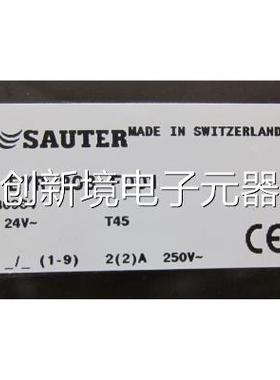 SAUTER MADE IN SWITZERLAND
创新境电子元器
24V~ T45
_/_ (1-9) 2(2)A 250V~
CE